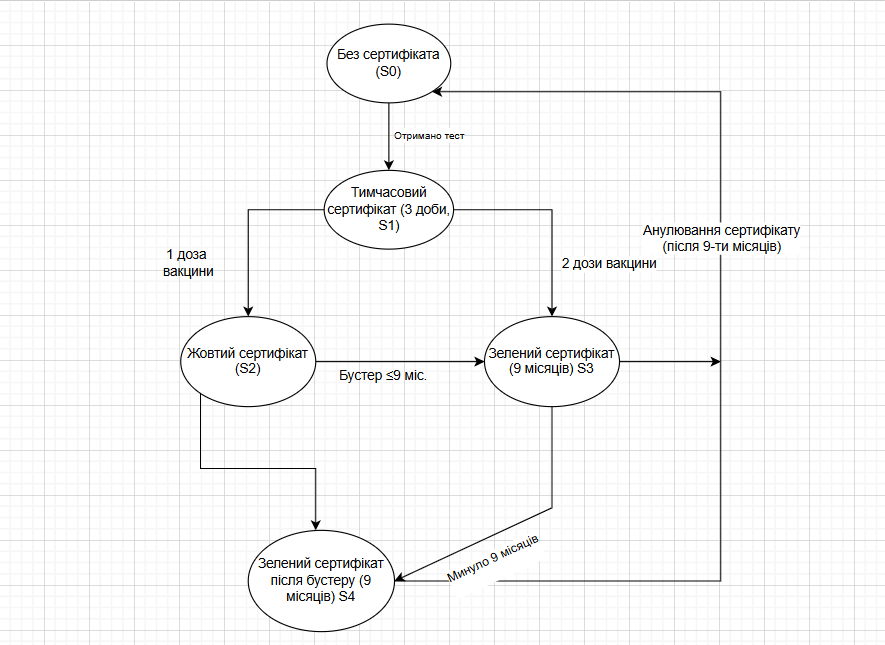 Без сертифіката
(S0)
Отримано тест
Тимчасовий
сертифікат (3 доби,
S1)
1 доза
вакцини
2 дози вакцини
Анулювання сертифікату
(після 9-ти місяців)
Жовтий сертифікат
(S2)
Бустер ≤9 міс.
Зелений сертифікат
(9 місяців) S3
Минуло 9 місяців
Зелений сертифікат
після бустеру (9
місяців) S4